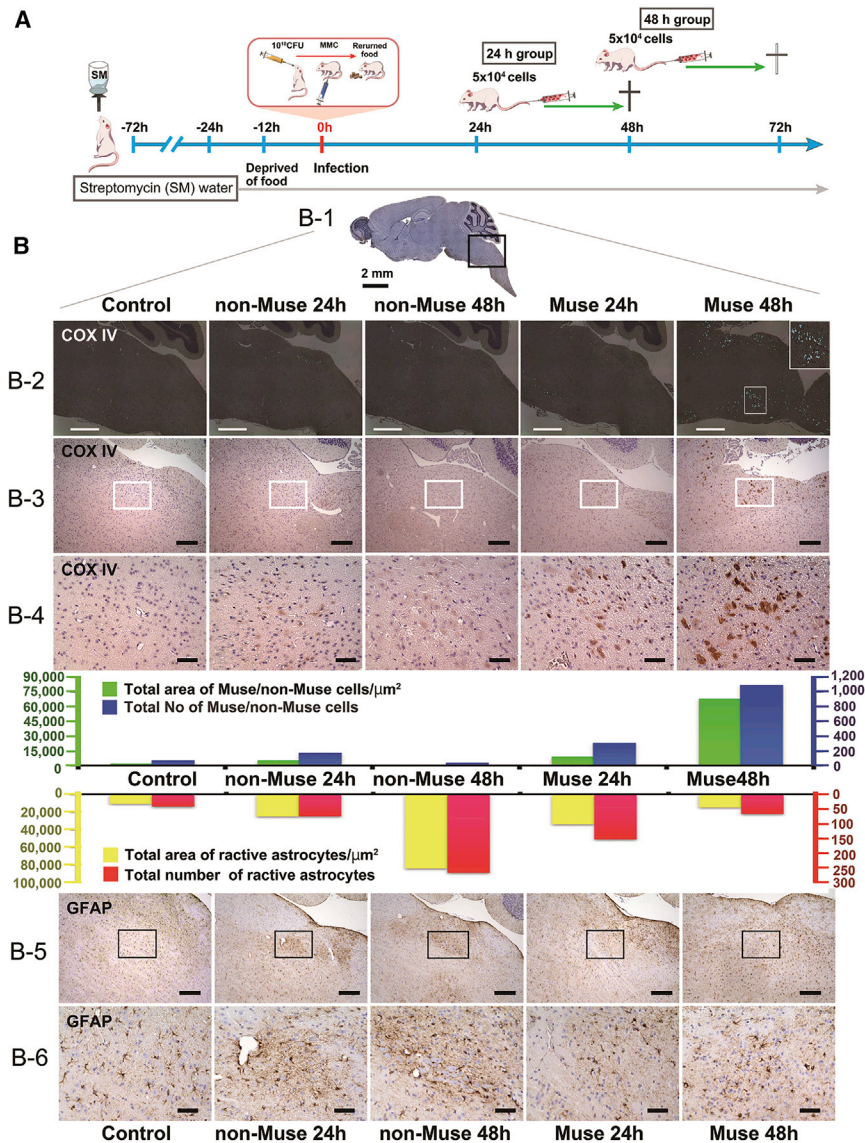 A
10¹⁰CFU MMC Rerurned food
24 h group
5x10⁴ cells
48 h group
5x10⁴ cells
SM
-72h -24h -12h 0h 24h 48h 72h
Deprived of food
Infection
Streptomycin (SM) water
B-1
B
2 mm
Control non-Muse 24h non-Muse 48h Muse 24h Muse 48h
B-2
COX IV
B-3
COX IV
B-4
COX IV
90,000 1,200
75,000 1,000
60,000 800
45,000 600
30,000 400
15,000 200
0 0
Total area of Muse/non-Muse cells/μm²
Total No of Muse/non-Muse cells
Control non-Muse 24h non-Muse 48h Muse 24h Muse48h
0 0
20,000 50
40,000 100
60,000 150
80,000 200
100,000 250
300
Total area of ractive astrocytes/μm²
Total number of ractive astrocytes
B-5
GFAP
B-6
GFAP
Control non-Muse 24h non-Muse 48h Muse 24h Muse 48h